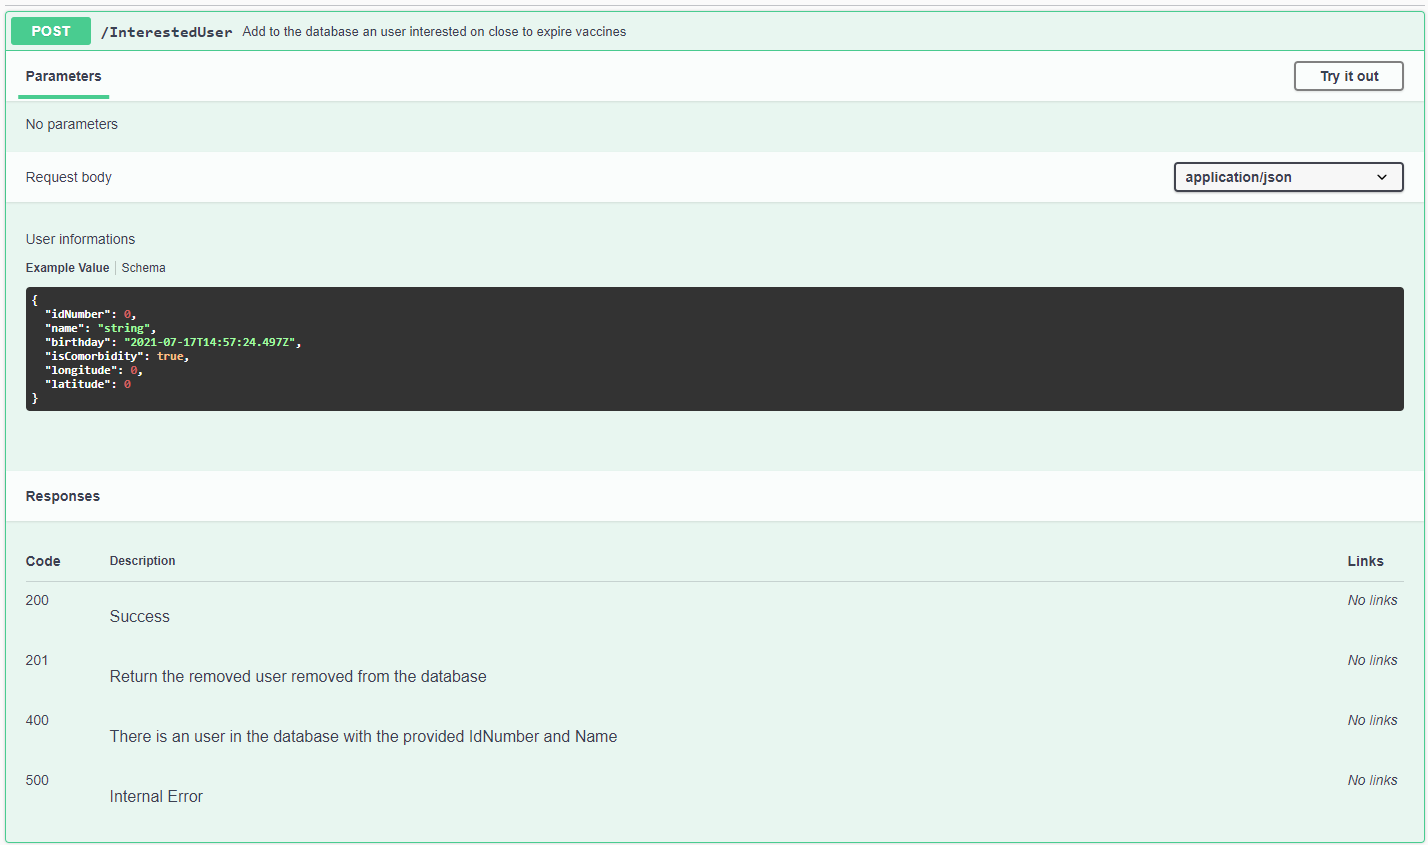 POST /InterestedUser Add to the database an user interested on close to expire vaccines
Parameters Try it out
No parameters
Request body application/json
User informations
Example Value Schema
{
"idNumber": 0,
"name": "string",
"birthday": "2021-07-17T14:57:24.497Z",
"isComorbidity": true,
"longitude": 0,
"latitude": 0
}
Responses
Code Description Links
200 Success No links
201 Return the removed user removed from the database No links
400 There is an user in the database with the provided IdNumber and Name No links
500 Internal Error No links